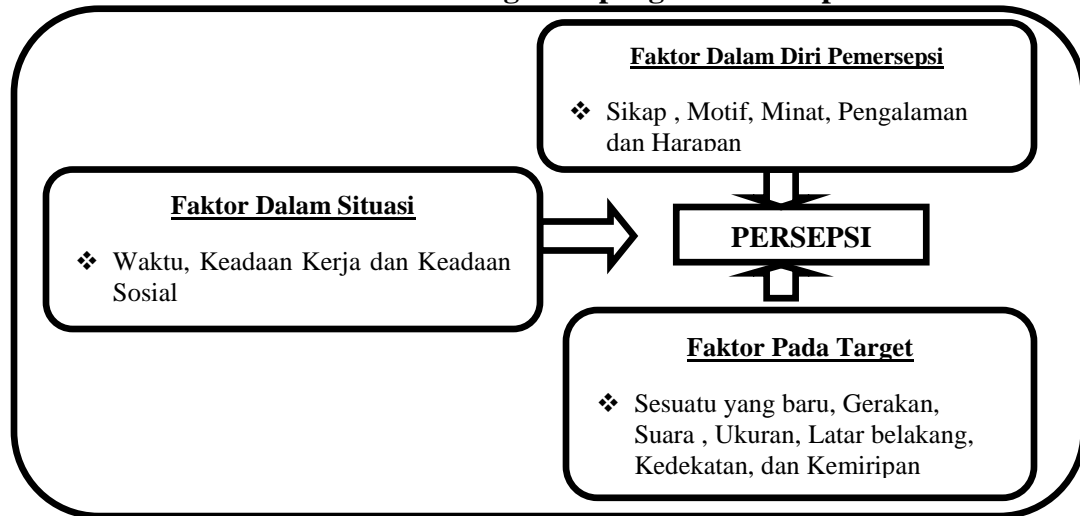 Faktor Dalam Diri Pemersepsi
❖ Sikap , Motif, Minat, Pengalaman
dan Harapan
Faktor Dalam Situasi
❖ Waktu, Keadaan Kerja dan Keadaan
Sosial
PERSEPSI
Faktor Pada Target
❖ Sesuatu yang baru, Gerakan,
Suara , Ukuran, Latar belakang,
Kedekatan, dan Kemiripan